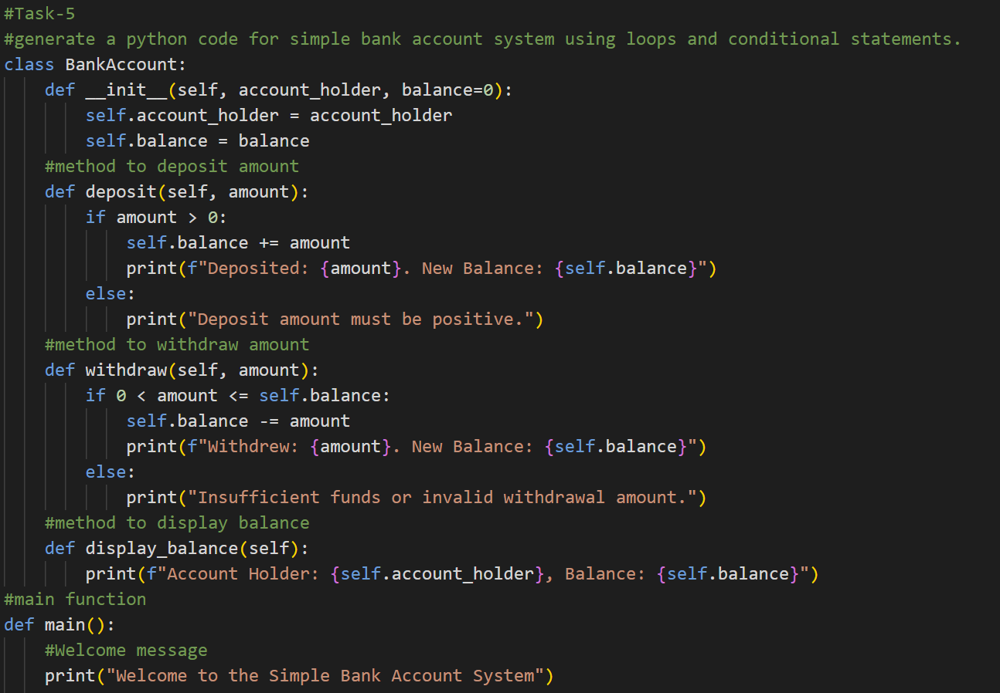 #Task-5
#generate a python code for simple bank account system using loops and conditional statements.
class BankAccount:
    def __init__(self, account_holder, balance=0):
        self.account_holder = account_holder
        self.balance = balance
    #method to deposit amount
    def deposit(self, amount):
        if amount > 0:
            self.balance += amount
            print(f"Deposited: {amount}. New Balance: {self.balance}")
        else:
            print("Deposit amount must be positive.")
    #method to withdraw amount
    def withdraw(self, amount):
        if 0 < amount <= self.balance:
            self.balance -= amount
            print(f"Withdrew: {amount}. New Balance: {self.balance}")
        else:
            print("Insufficient funds or invalid withdrawal amount.")
    #method to display balance
    def display_balance(self):
        print(f"Account Holder: {self.account_holder}, Balance: {self.balance}")
#main function
def main():
    #Welcome message
    print("Welcome to the Simple Bank Account System")